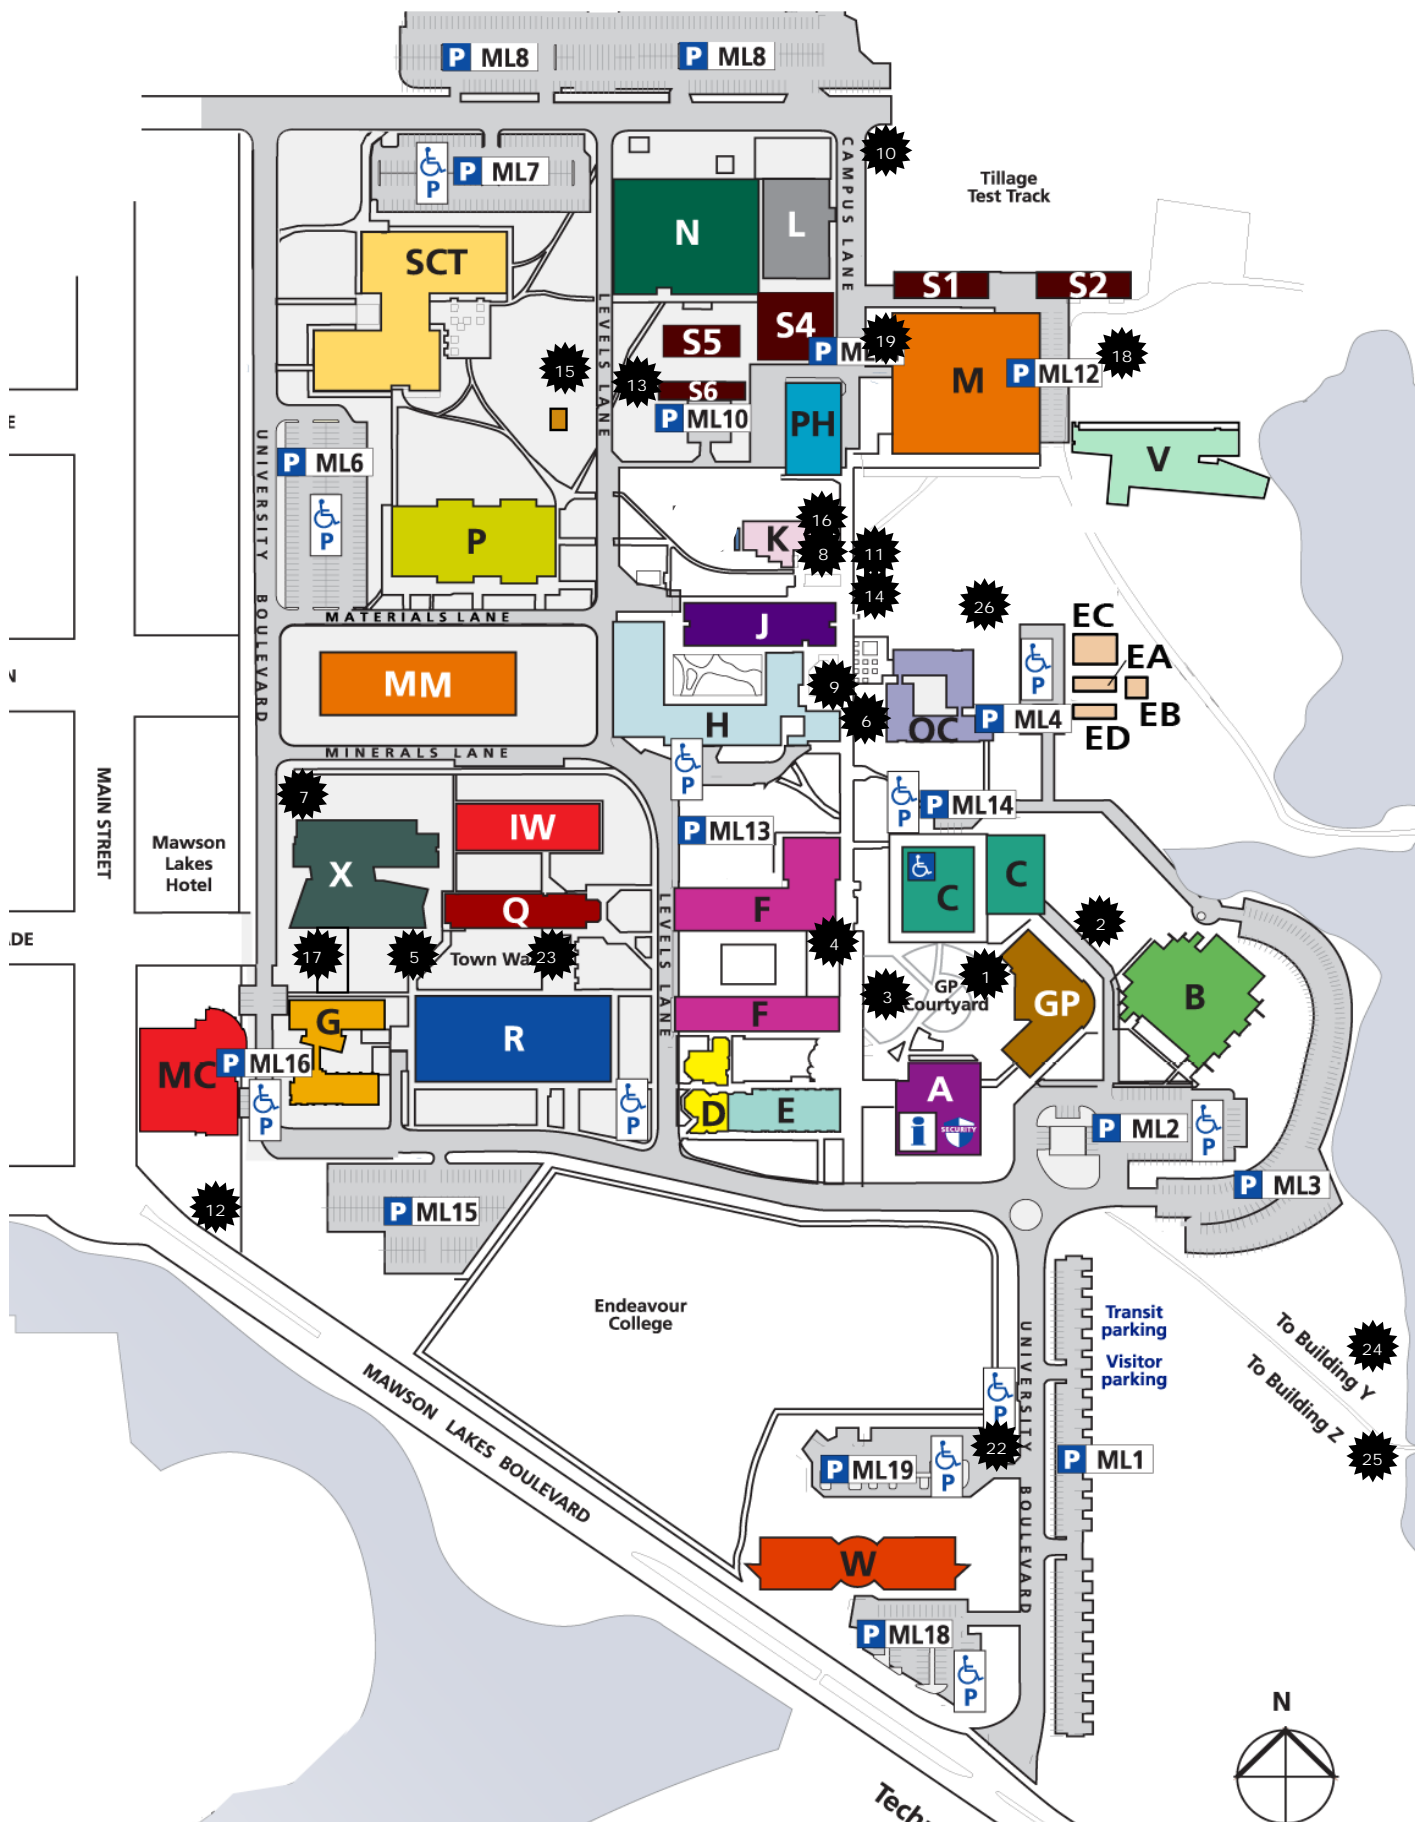 P ML8
P ML8
CAMPUS LANE
10
P
P ML7
Tillage
Test Track
N
L
SCT
S1
S2
LEVELS LANE
S4
S5
19
P
18
15
13
S6
M
P ML12
P ML10
PH
E
UNIVERSITY BOULEVARD
P ML6
V
P
16
K
8
11
P
14
26
MATERIALS LANE
EC
J
EA
P
N
MM
9
EB
6
H
OC
P ML4
ED
MINERALS LANE
P
MAIN STREET
7
P
P ML14
IW
P ML13
Mawson
Lakes
Hotel
X
C
C
Q
F
LEVELS LANE
2
4
ADE
17
5
Town Wa
23
1
3
GP
Courtyard
GP
B
G
R
F
MC
P ML16
A
P
P
D
E
i
SECURITY
P ML2
P
P ML3
12
P ML15
Endeavour
College
Transit
parking
To Building Y
24
UNIVERSITY BOULEVARD
Visitor
parking
To Building Z
MAWSON LAKES BOULEVARD
P
22
25
P ML19
P
P ML1
W
P ML18
P
N
Techn